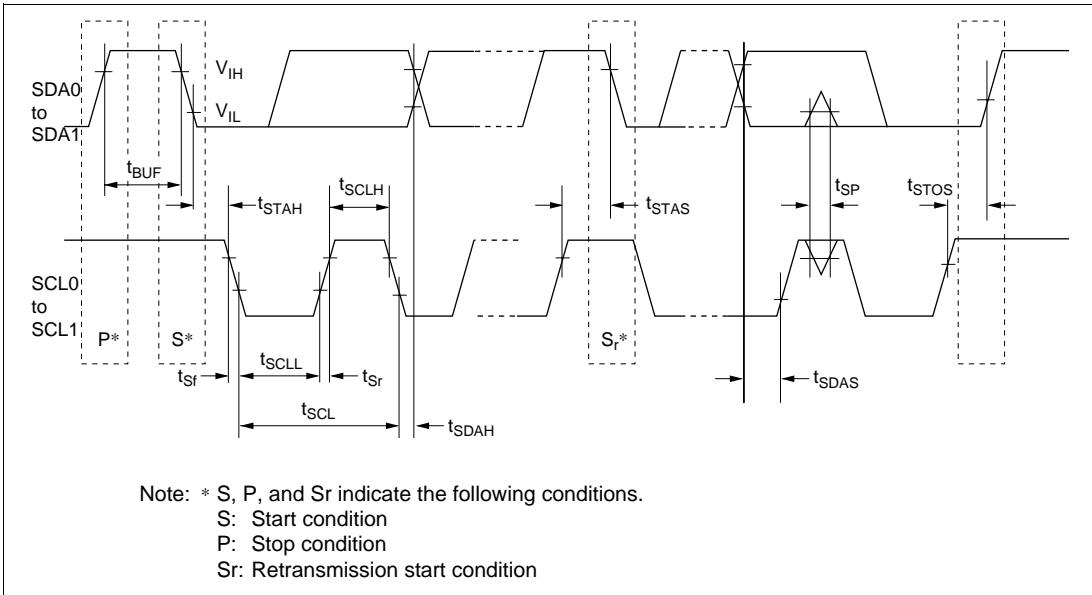 SDA0
to
SDA1
V_IH
V_IL
t_BUF
t_STAH
t_SCLH
t_STAS
t_SP
t_STOS
SCL0
to
SCL1
P*
S*
S_r*
t_Sf
t_SCLL
t_Sr
t_SCL
t_SDAH
t_SDAS
Note: * S, P, and Sr indicate the following conditions.
S: Start condition
P: Stop condition
Sr: Retransmission start condition